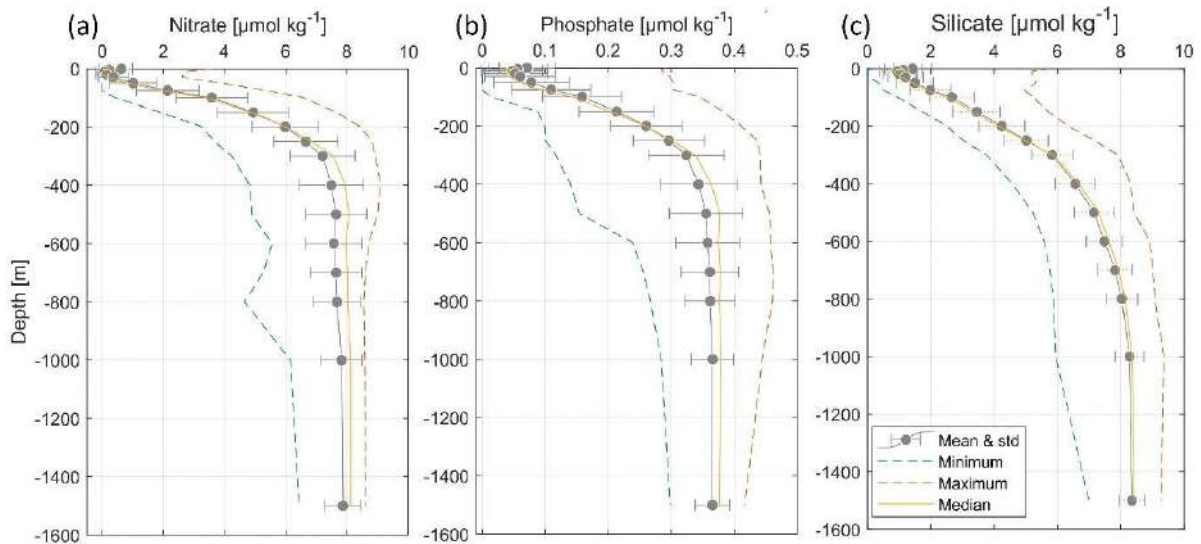 (a) Nitrate [µmol kg⁻¹]
0 2 4 6 8 10
0
-200
-400
-600
-800
-1000
-1200
-1400
-1600
Depth [m]
(b) Phosphate [µmol kg⁻¹]
0 0.1 0.2 0.3 0.4 0.5
0
-200
-400
-600
-800
-1000
-1200
-1400
-1600
(c) Silicate [µmol kg⁻¹]
0 2 4 6 8 10
0
-200
-400
-600
-800
-1000
-1200
-1400
-1600
Mean & std
Minimum
Maximum
Median